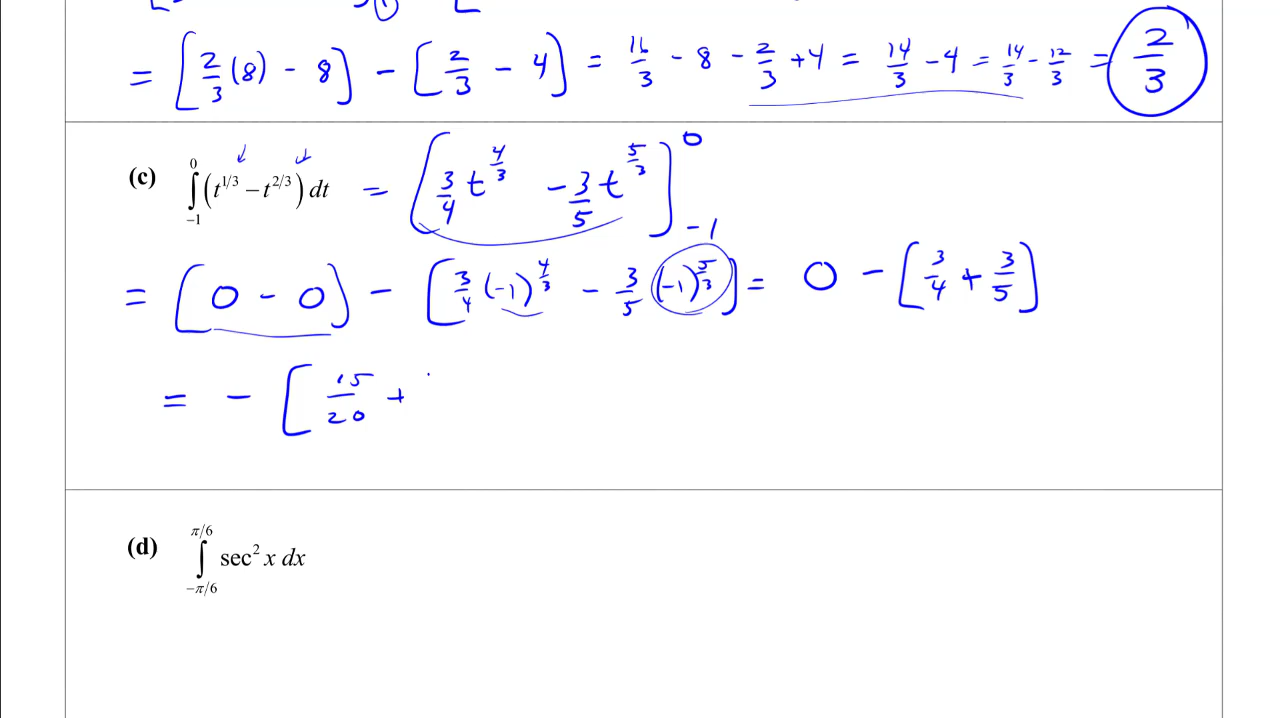 = [2/3 (8) - 8] - [2/3 - 4] = 16/3 - 8 - 2/3 + 4 = 14/3 - 4 = 14/3 - 12/3 = 2/3
(c) ∫_{-1}^{0} (t^{1/3} - t^{2/3}) dt = [3/4 t^{4/3} - 3/5 t^{5/3}]_{-1}^{0}
= [0 - 0] - [3/4 (-1)^{4/3} - 3/5 (-1)^{5/3}] = 0 - [3/4 + 3/5]
= - [15/20 +
(d) ∫_{-π/6}^{π/6} sec² x dx